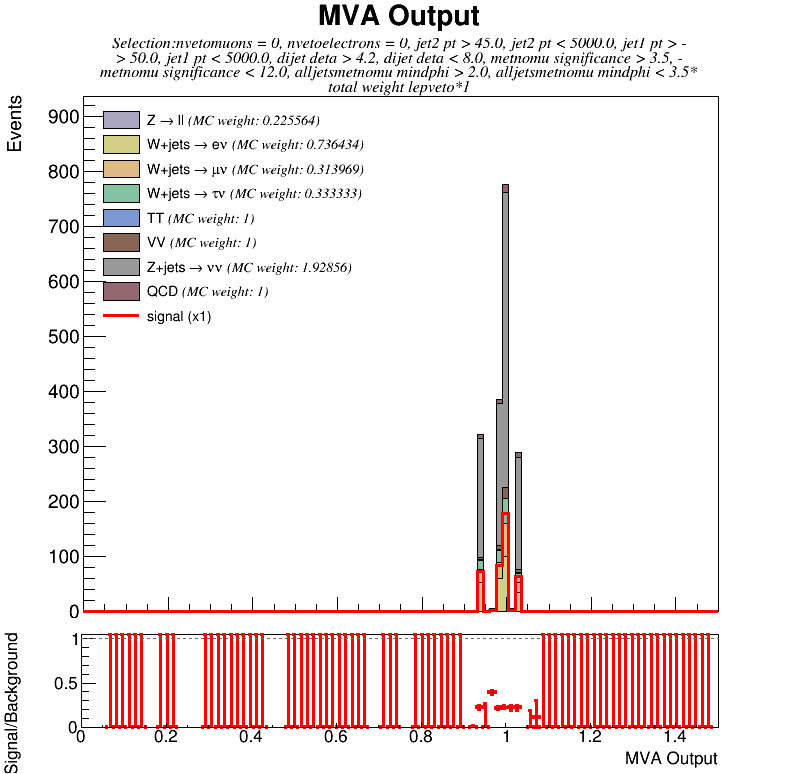 MVA Output
Selection:nvetomuons = 0, nvetoelectrons = 0, jet2 pt > 45.0, jet2 pt < 5000.0, jet1 pt > -
> 50.0, jet1 pt < 5000.0, dijet deta > 4.2, dijet deta < 8.0, metnomu significance > 3.5, -
metnomu significance < 12.0, alljetsmetnomu mindphi > 2.0, alljetsmetnomu mindphi < 3.5*
total weight lepveto*1
Events
900
800
700
600
500
400
300
200
100
0
Z → ll (MC weight: 0.225564)
W+jets → eν (MC weight: 0.736434)
W+jets → μν (MC weight: 0.313969)
W+jets → τν (MC weight: 0.333333)
TT (MC weight: 1)
VV (MC weight: 1)
Z+jets → νν (MC weight: 1.92856)
QCD (MC weight: 1)
signal (x1)
Signal/Background
1
0.5
0
0 0.2 0.4 0.6 0.8 1 1.2 1.4
MVA Output